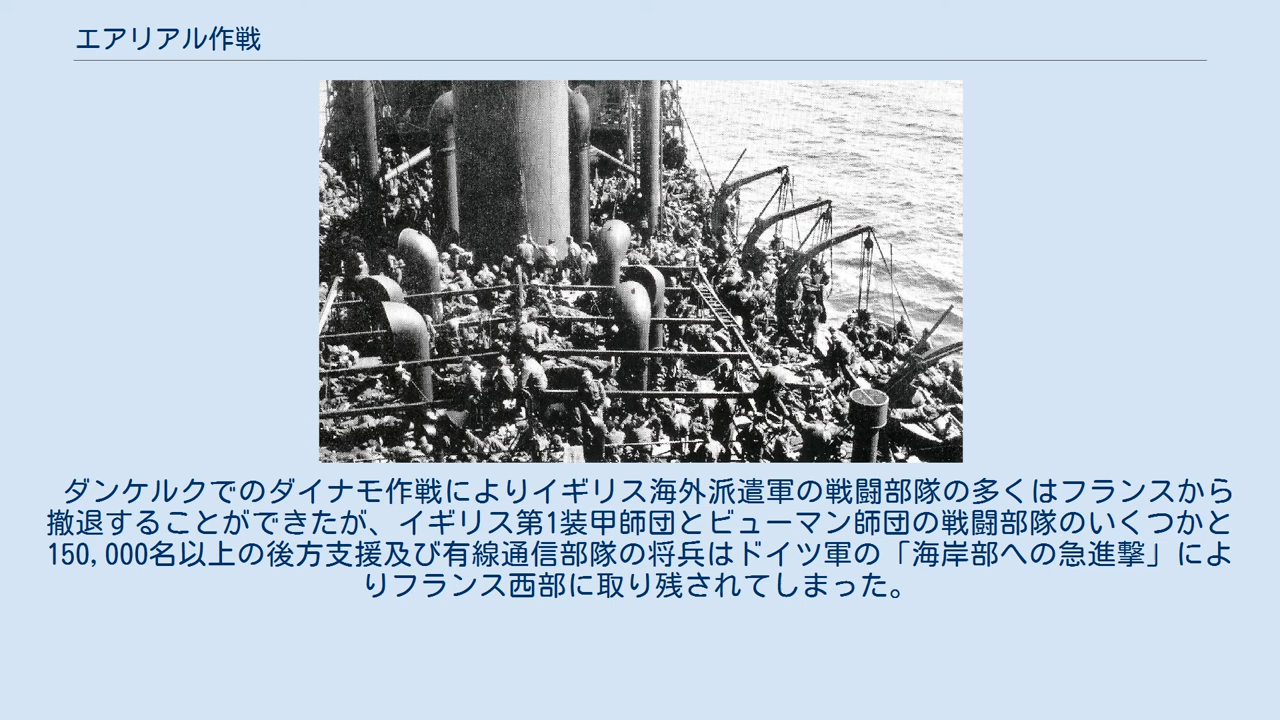 エアリアル作戦
ダンケルクでのダイナモ作戦によりイギリス海外派遣軍の戦闘部隊の多くはフランスから
撤退することができたが、イギリス第1装甲師団とビューマン師団の戦闘部隊のいくつかと
150,000名以上の後方支援及び有線通信部隊の将兵はドイツ軍の「海岸部への急進撃」によ
りフランス西部に取り残されてしまった。